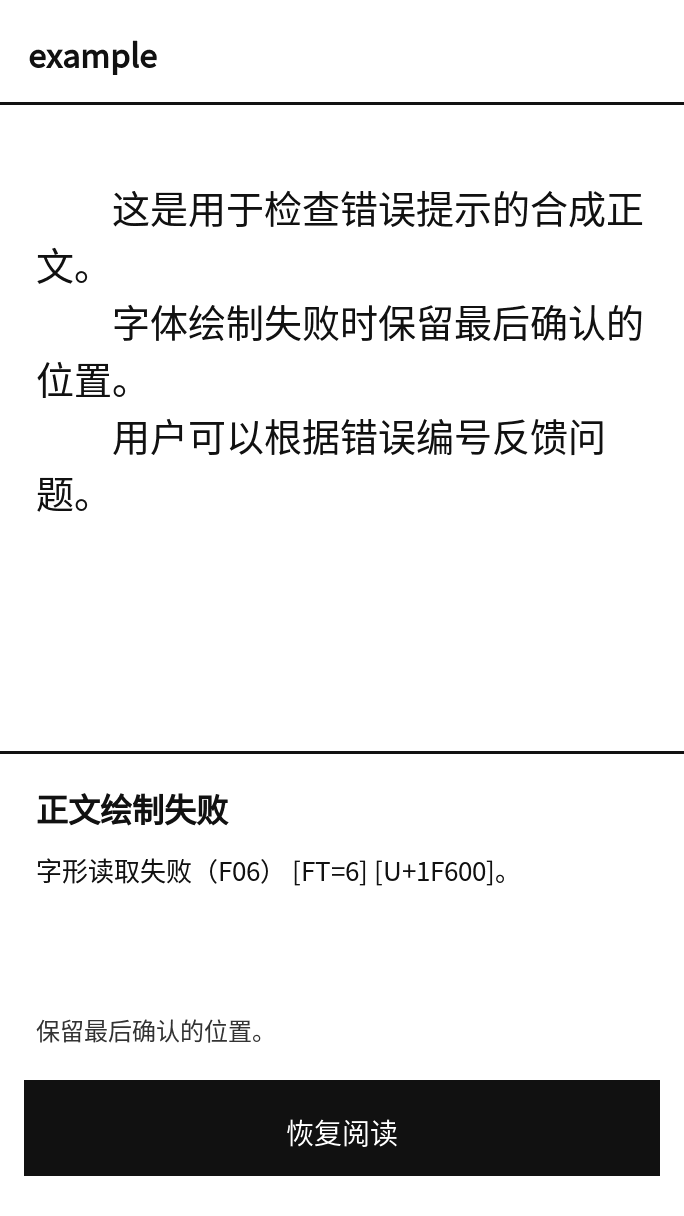 example
这是用于检查错误提示的合成正
文。
字体绘制失败时保留最后确认的
位置。
用户可以根据错误编号反馈问
题。
正文绘制失败
字形读取失败（F06） [FT=6] [U+1F600]。
保留最后确认的位置。
恢复阅读